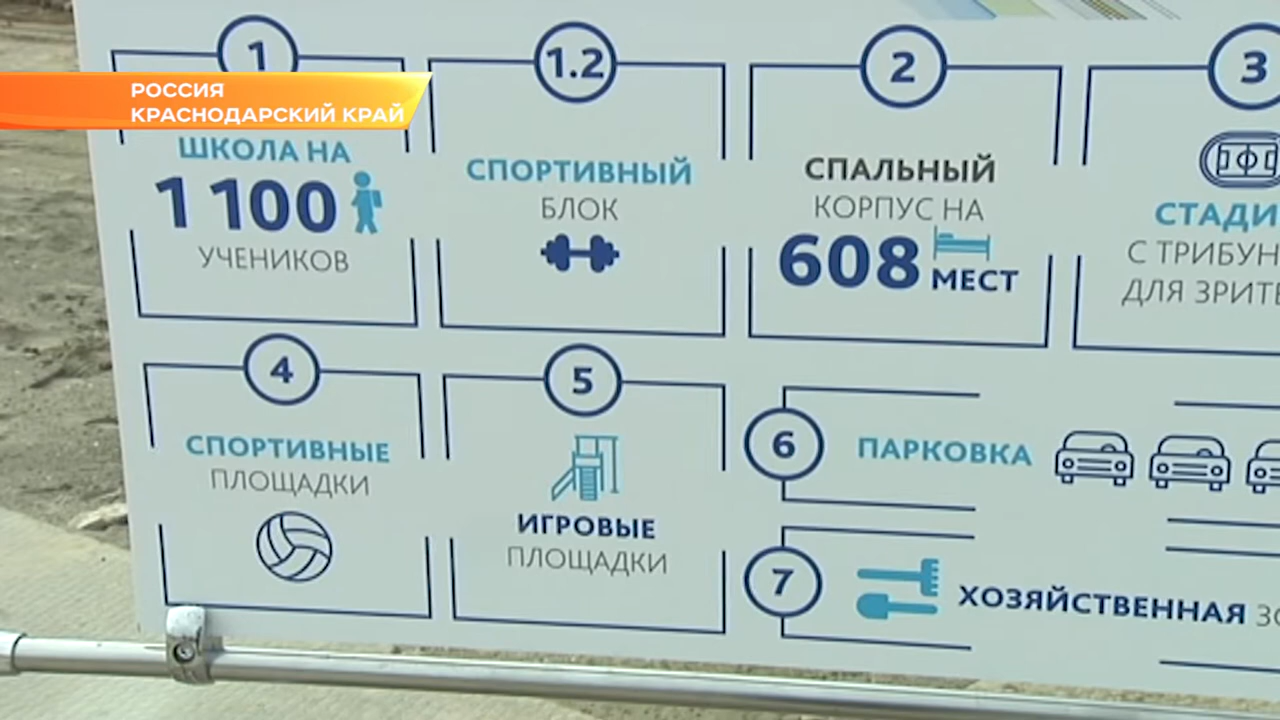 РОССИЯ
КРАСНОДАРСКИЙ КРАЙ
1
ШКОЛА НА
1 100
УЧЕНИКОВ
1.2
СПОРТИВНЫЙ
БЛОК
2
СПАЛЬНЫЙ
КОРПУС НА
608 МЕСТ
3
С
ДЛЯ
4
СПОРТИВНЫЕ
ПЛОЩАДКИ
5
ИГРОВЫЕ
ПЛОЩАДКИ
6
ПАРКОВКА
7
ХОЗЯЙСТВЕННАЯ